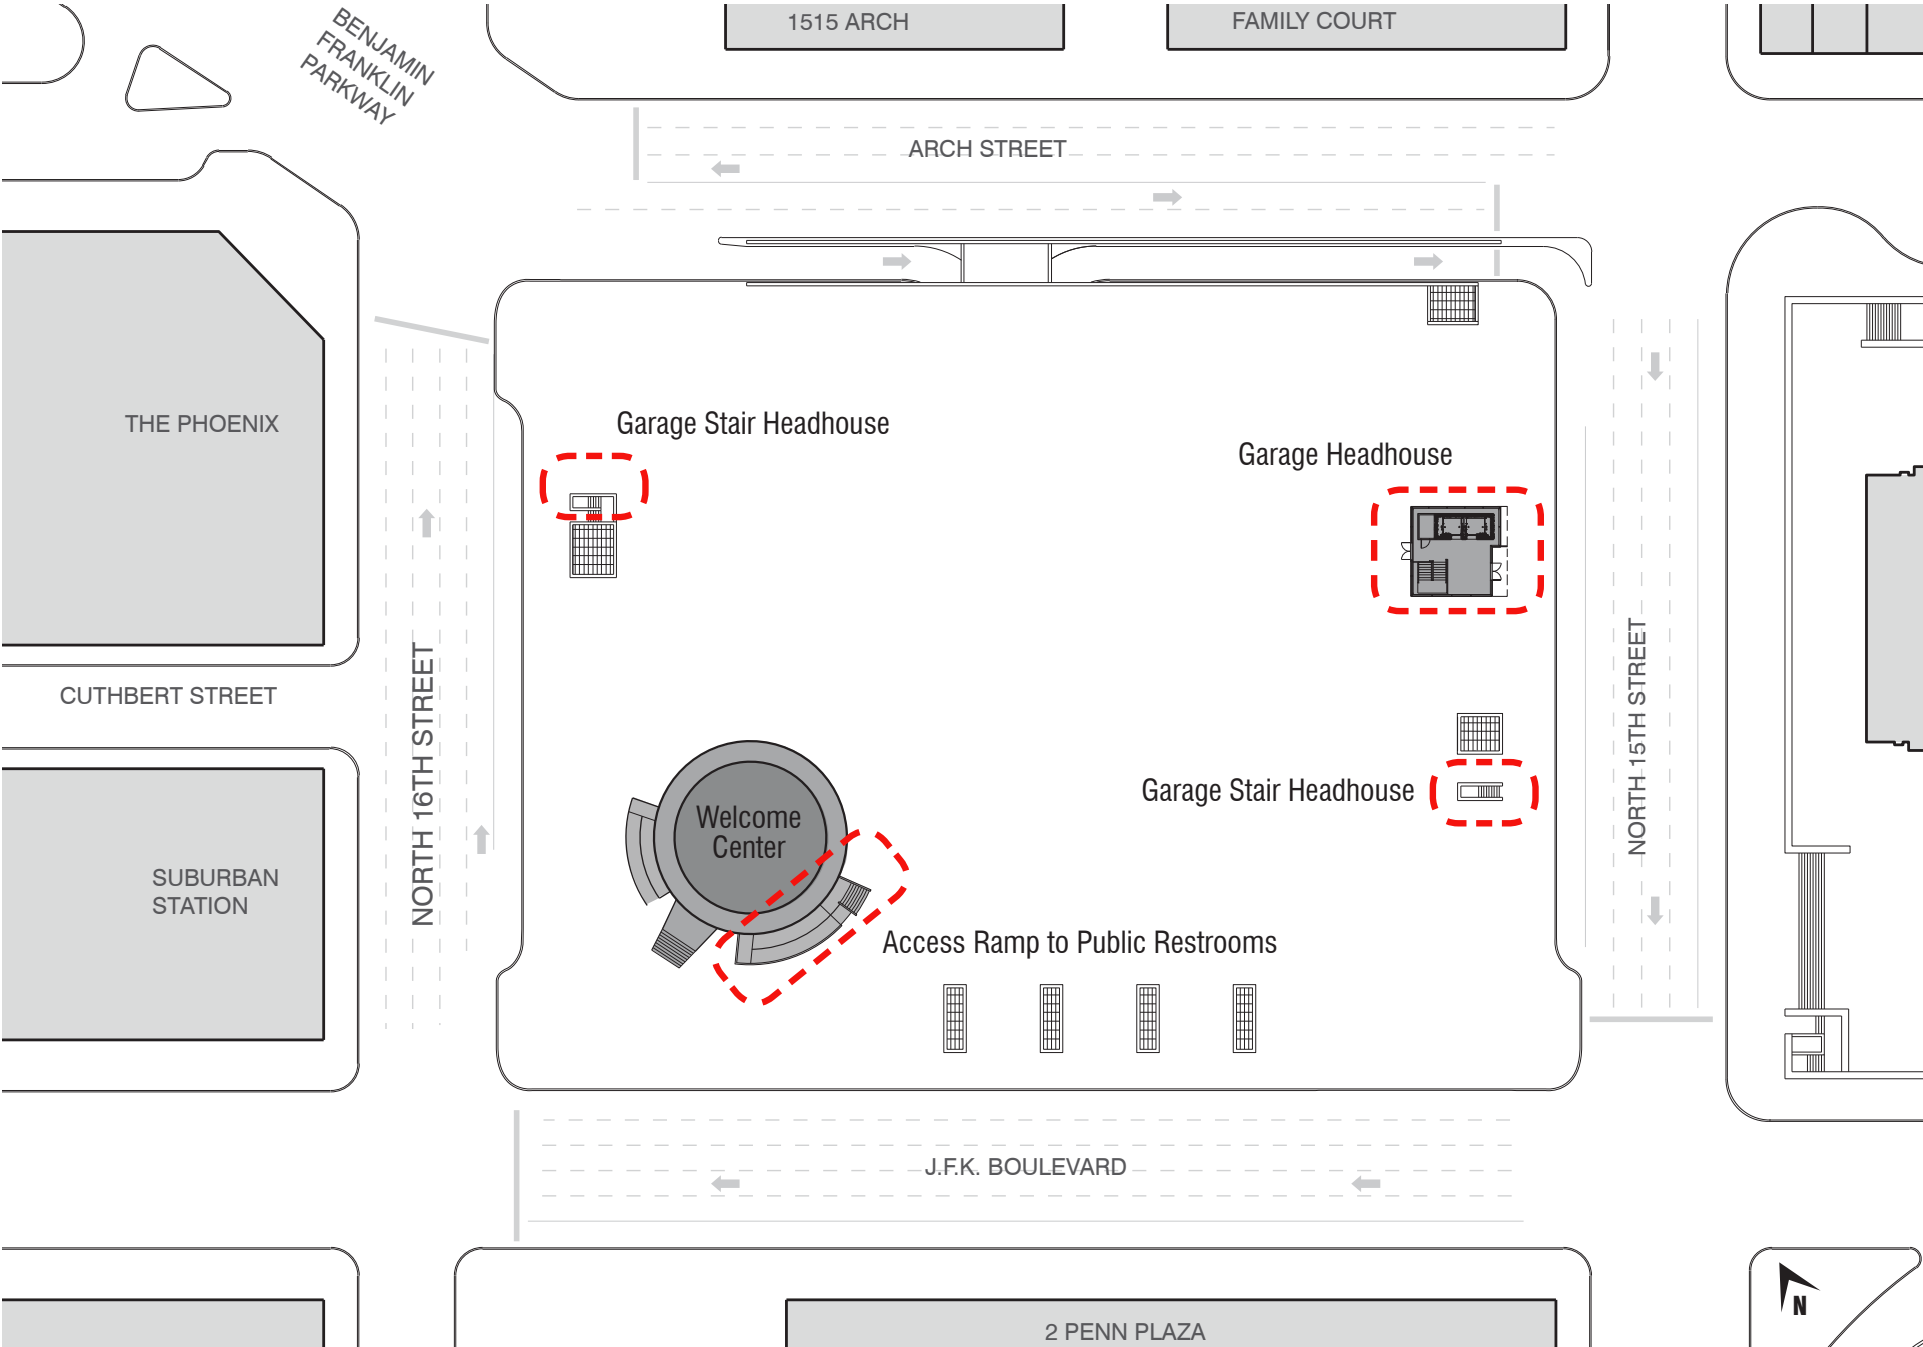 1515 ARCH
FAMILY COURT
BENJAMIN
FRANKLIN
PARKWAY
ARCH STREET
THE PHOENIX
Garage Stair Headhouse
Garage Headhouse
CUTHBERT STREET
NORTH 16TH STREET
NORTH 15TH STREET
Garage Stair Headhouse
Welcome
Center
SUBURBAN
STATION
Access Ramp to Public Restrooms
J.F.K. BOULEVARD
N
2 PENN PLAZA